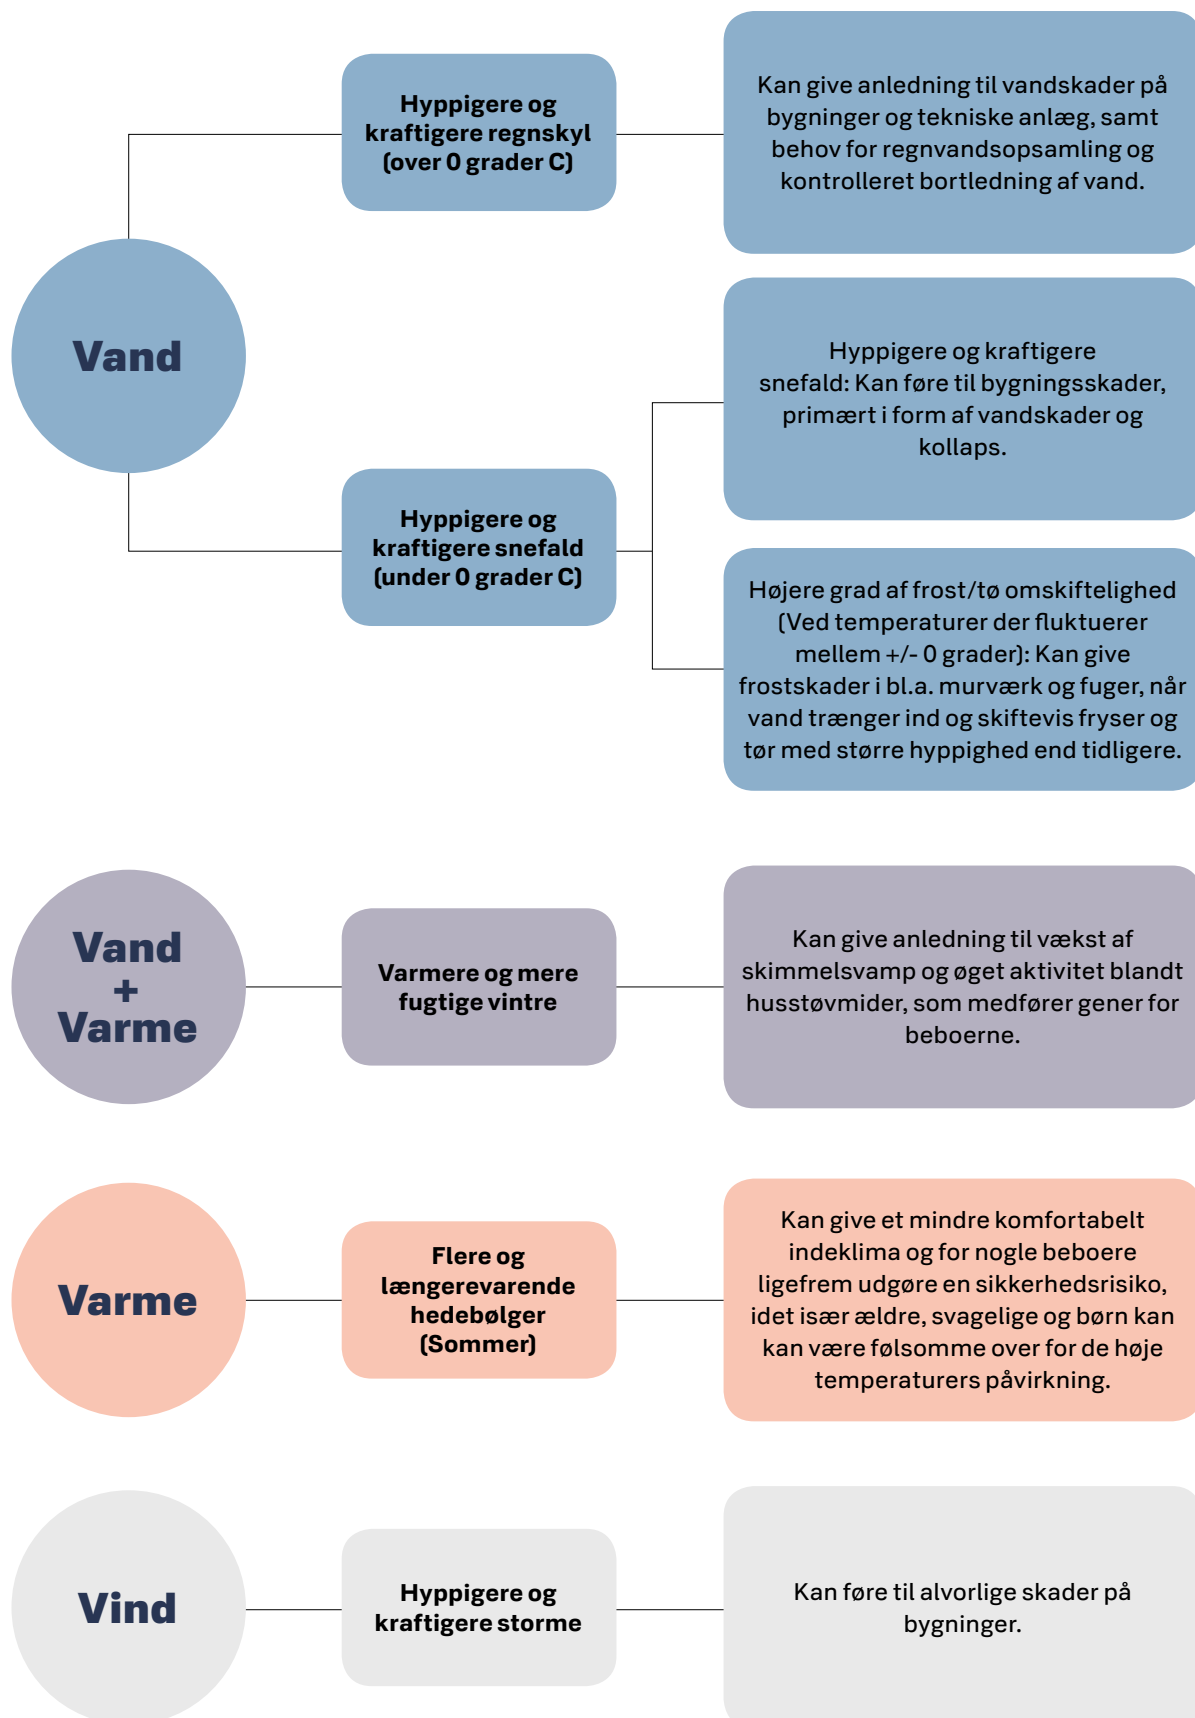 Vand
Hyppigere og
kraftigere regnskyl
(over 0 grader C)
Kan give anledning til vandskader på
bygninger og tekniske anlæg, samt
behov for regnvandsopsamling og
kontrolleret bortledning af vand.
Hyppigere og
kraftigere snefald
(under 0 grader C)
Hyppigere og kraftigere
snefald: Kan føre til bygningsskader,
primært i form af vandskader og
kollaps.
Højere grad af frost/tø omskiftelighed
(Ved temperaturer der fluktuerer
mellem +/- 0 grader): Kan give
frostskader i bl.a. murværk og fuger, når
vand trænger ind og skiftevis fryser og
tør med større hyppighed end tidligere.
Vand
+
Varme
Varmere og mere
fugtige vintre
Kan give anledning til vækst af
skimmelsvamp og øget aktivitet blandt
husstøvmider, som medfører gener for
beboerne.
Varme
Flere og
længerevarende
hedebølger
(Sommer)
Kan give et mindre komfortabelt
indeklima og for nogle beboere
ligefrem udgøre en sikkerhedsrisiko,
idet især ældre, svagelige og børn kan
kan være følsomme over for de høje
temperaturers påvirkning.
Vind
Hyppigere og
kraftigere storme
Kan føre til alvorlige skader på
bygninger.